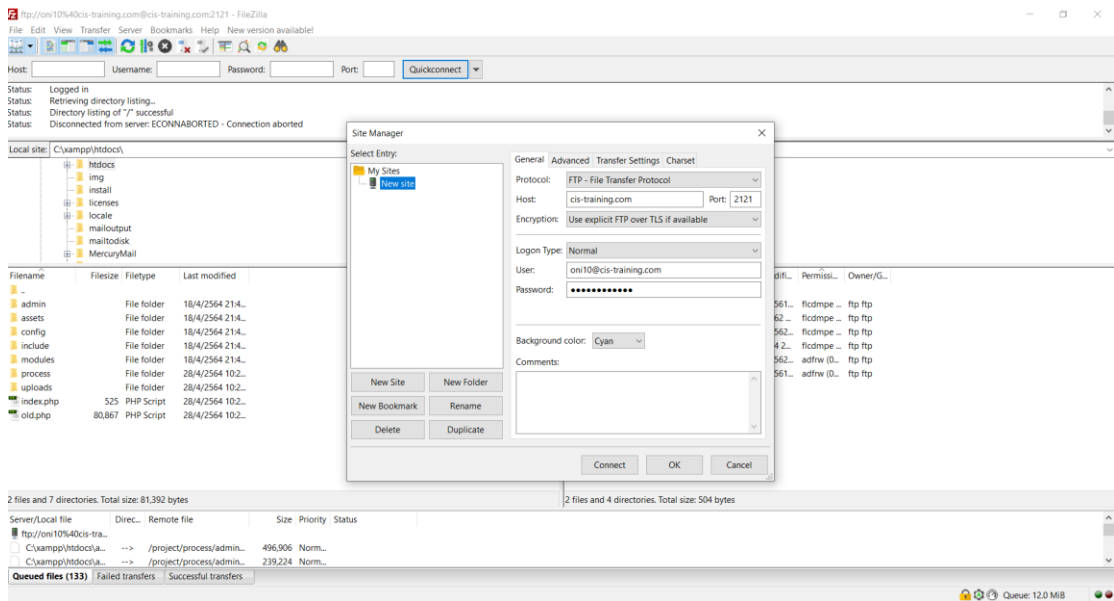 ftp://oni10%40cis-training.com@cis-training.com:2121 - FileZilla
File Edit View Transfer Server Bookmarks Help New version available!
Host: Username: Password: Port: Quickconnect
Status: Logged in
Status: Retrieving directory listing...
Status: Directory listing of "/" successful
Status: Disconnected from server: ECONNABORTED - Connection aborted
Local site: C:\xampp\htdocs\
htdocs
img
install
licenses
locale
mailoutput
mailtodisk
MercuryMail
Filename Filesize Filetype Last modified
..
admin File folder 18/4/2564 21:4...
assets File folder 18/4/2564 21:4...
config File folder 18/4/2564 21:4...
include File folder 18/4/2564 21:4...
modules File folder 18/4/2564 21:4...
process File folder 28/4/2564 10:2...
uploads File folder 28/4/2564 10:2...
index.php 525 PHP Script 28/4/2564 10:2...
old.php 80,867 PHP Script 28/4/2564 10:2...
2 files and 7 directories. Total size: 81,392 bytes
Site Manager
Select Entry:
My Sites
New site
New Site New Folder
New Bookmark Rename
Delete Duplicate
General Advanced Transfer Settings Charset
Protocol: FTP - File Transfer Protocol
Host: cis-training.com Port: 2121
Encryption: Use explicit FTP over TLS if available
Logon Type: Normal
User: oni10@cis-training.com
Password: ●●●●●●●●●●●●
Background color: Cyan
Comments:
Connect OK Cancel
difi... Permissi... Owner/G...
561... flcdmpe ... ftp ftp
62 ... flcdmpe ... ftp ftp
562... flcdmpe ... ftp ftp
4 2... flcdmpe ... ftp ftp
562... adfrw (0... ftp ftp
561... adfrw (0... ftp ftp
2 files and 4 directories. Total size: 504 bytes
Server/Local file Direc... Remote file Size Priority Status
ftp://oni10%40cis-tra...
C:\xampp\htdocs\a... --> /project/process/admin... 496,906 Norm...
C:\xampp\htdocs\a... --> /project/process/admin... 239,224 Norm...
Queued files (133) Failed transfers Successful transfers
Queue: 12.0 MiB